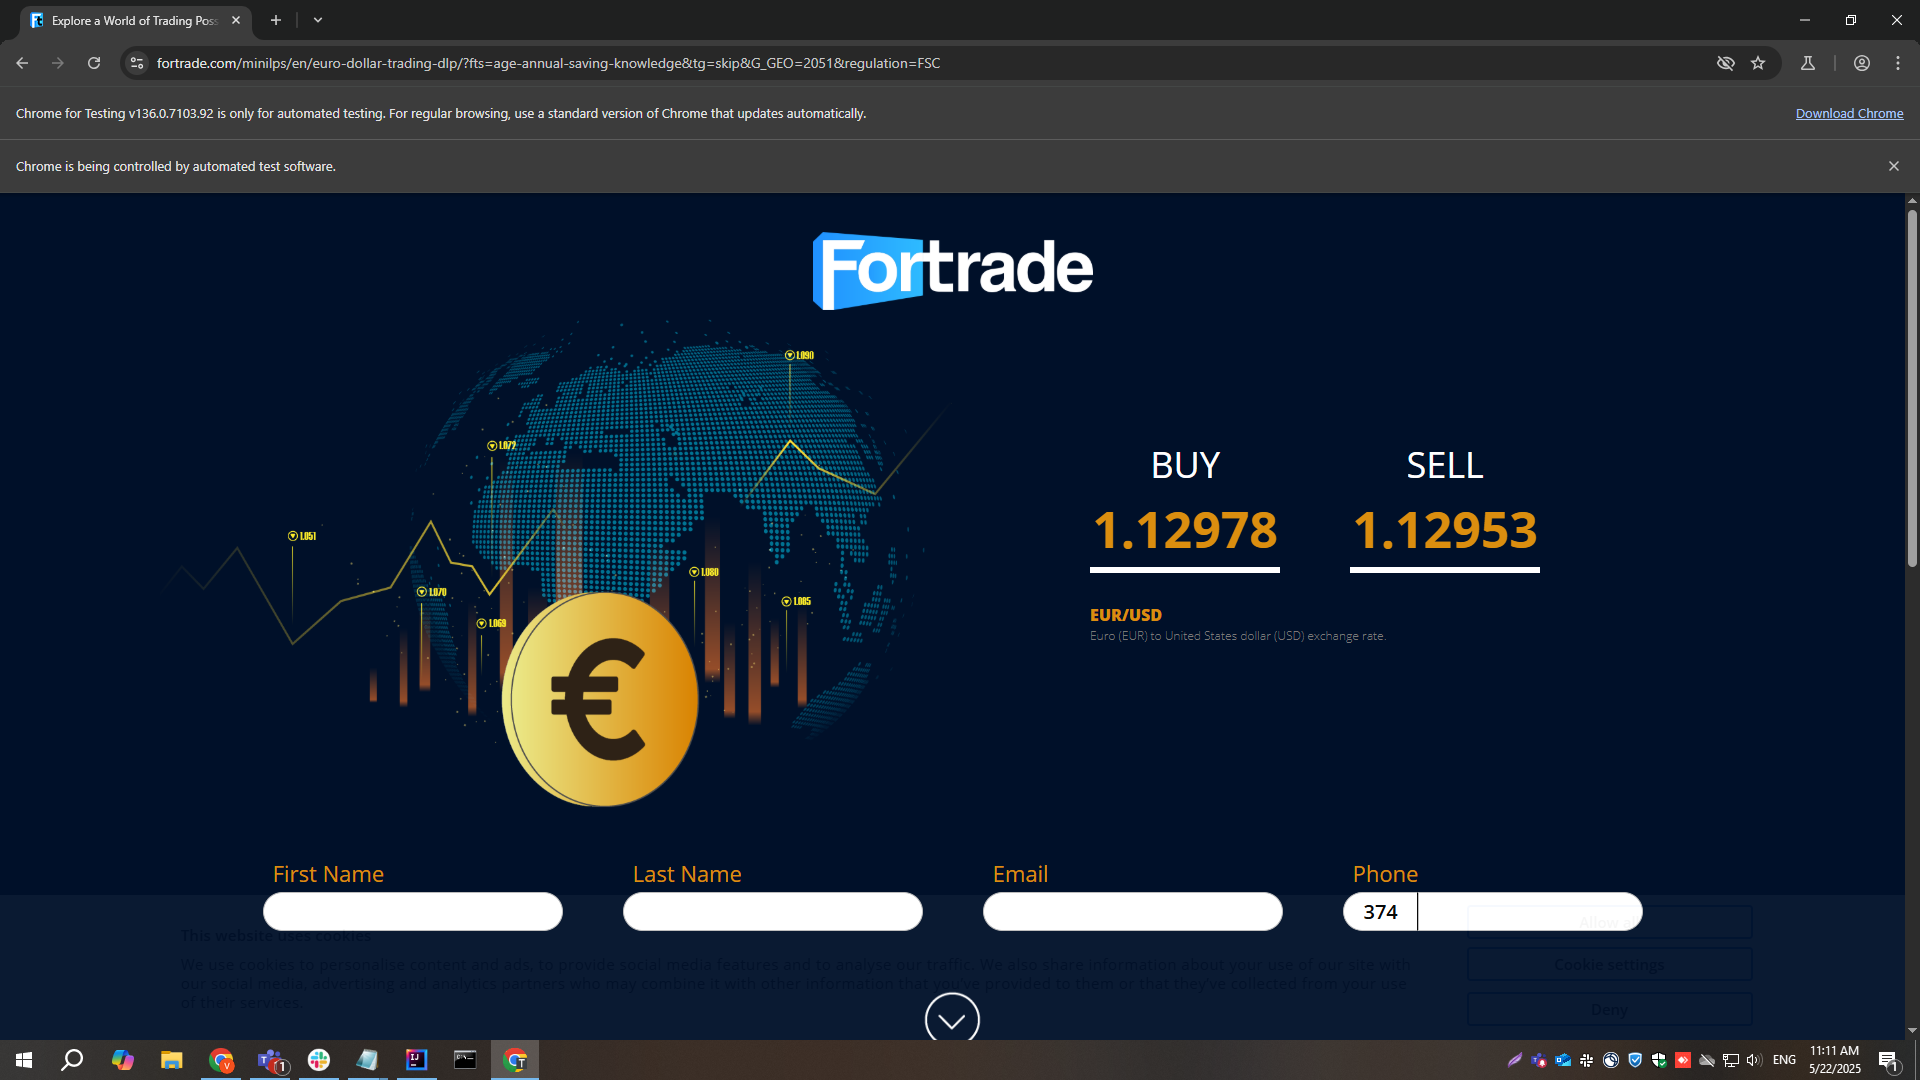 Explore a World of Trading Poss
fortrade.com/minilps/en/euro-dollar-trading-dlp/?fts=age-annual-saving-knowledge&tg=skip&G_GEO=2051&regulation=FSC
Chrome for Testing v136.0.7103.92 is only for automated testing. For regular browsing, use a standard version of Chrome that updates automatically.
Download Chrome
Chrome is being controlled by automated test software.
Fortrade
1.090
1.072
1.051
1.080
1.070
1.085
1.069
€
BUY
SELL
1.12978
1.12953
EUR/USD
Euro (EUR) to United States dollar (USD) exchange rate.
First Name
Last Name
Email
Phone
374
This website uses cookies
We use cookies to personalise content and ads, to provide social media features and to analyse our traffic. We also share information about your use of our site with
our social media, advertising and analytics partners who may combine it with other information that you've provided to them or that they've collected from your use
of their services.
Allow all
Cookie settings
Deny
ENG
11:11 AM
5/22/2025